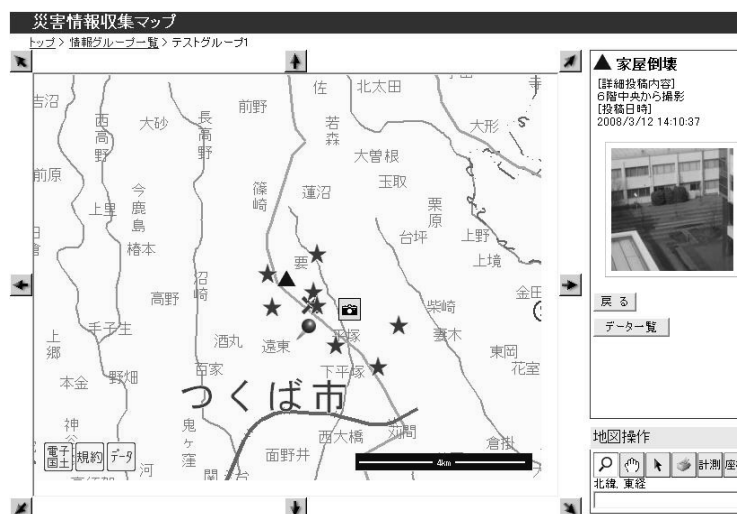 災害情報収集マップ
トップ > 情報グループ一覧 > テストグループ1
▲ 家屋倒壊
[詳細投稿内容]
6階中央から撮影
[投稿日時]
2008/3/12 14:10:37
戻る
データ一覧
地図操作
計測
北緯, 東経
吉沼
西高野
大砂
長高野
前野
佐
北太田
寺
若森
大形
大曽根
前原
今鹿島
上里
篠崎
蓮沼
玉取
栗原
台坪
上野
上境
椿本
沼崎
要
高野
金田
柴崎
妻木
上郷
手子生
酒丸
遠東
平塚
東岡
花室
百家
下平塚
本金
野畑
つくば市
神
鬼ヶ窪
西大橋
刈間
倉掛
面野井
河
電子国土
規約
データ
4km